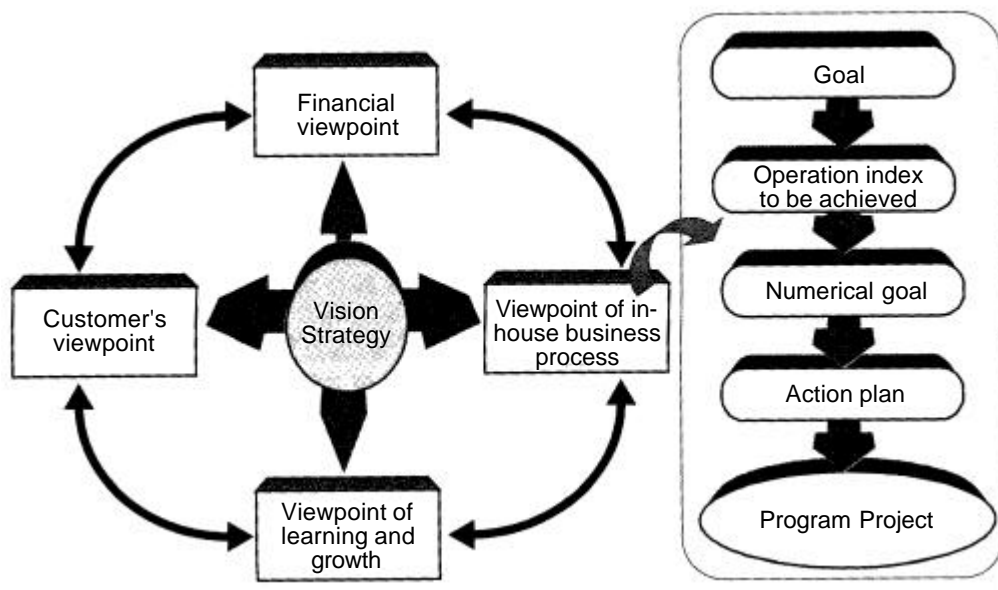 Financial
viewpoint
Customer's
viewpoint
Vision
Strategy
Viewpoint of in-
house business
process
Viewpoint of
learning and
growth
Goal
Operation index
to be achieved
Numerical goal
Action plan
Program Project